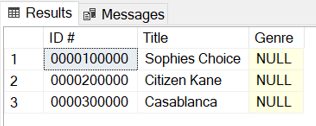 Results Messages
ID # Title Genre
1 0000100000 Sophies Choice NULL
2 0000200000 Citizen Kane NULL
3 0000300000 Casablanca NULL